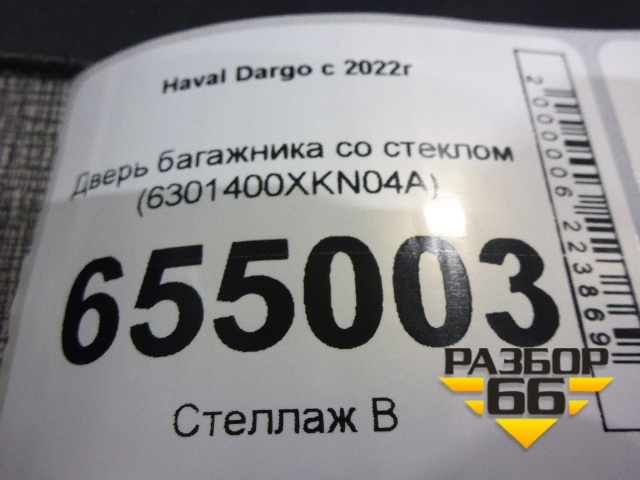 Haval Dargo с 2022г
Дверь багажника со стеклом
(6301400XKN04A)
655003
Стеллаж В
2000006223869
РАЗБОР
66